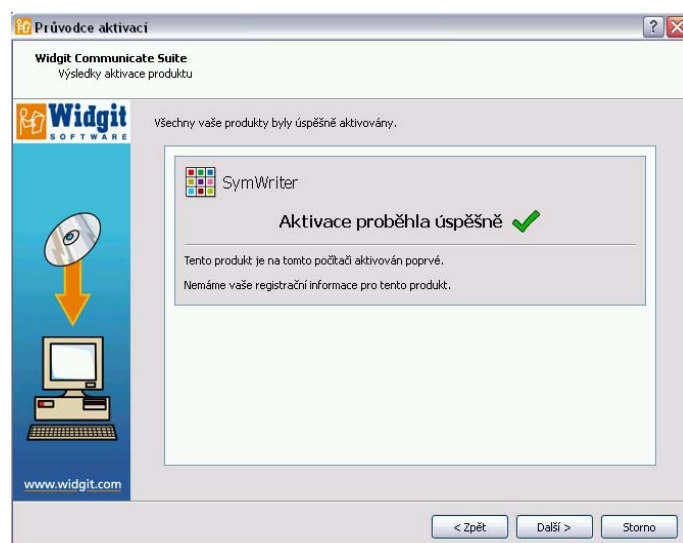 Průvodce aktivací
Widgit Communicate Suite
Výsledky aktivace produktu
Widgit
SOFTWARE
Všechny vaše produkty byly úspěšně aktivovány.
SymWriter
Aktivace proběhla úspěšně
Tento produkt je na tomto počítači aktivován poprvé.
Nemáme vaše registrační informace pro tento produkt.
www.widgit.com
< Zpět
Další >
Storno